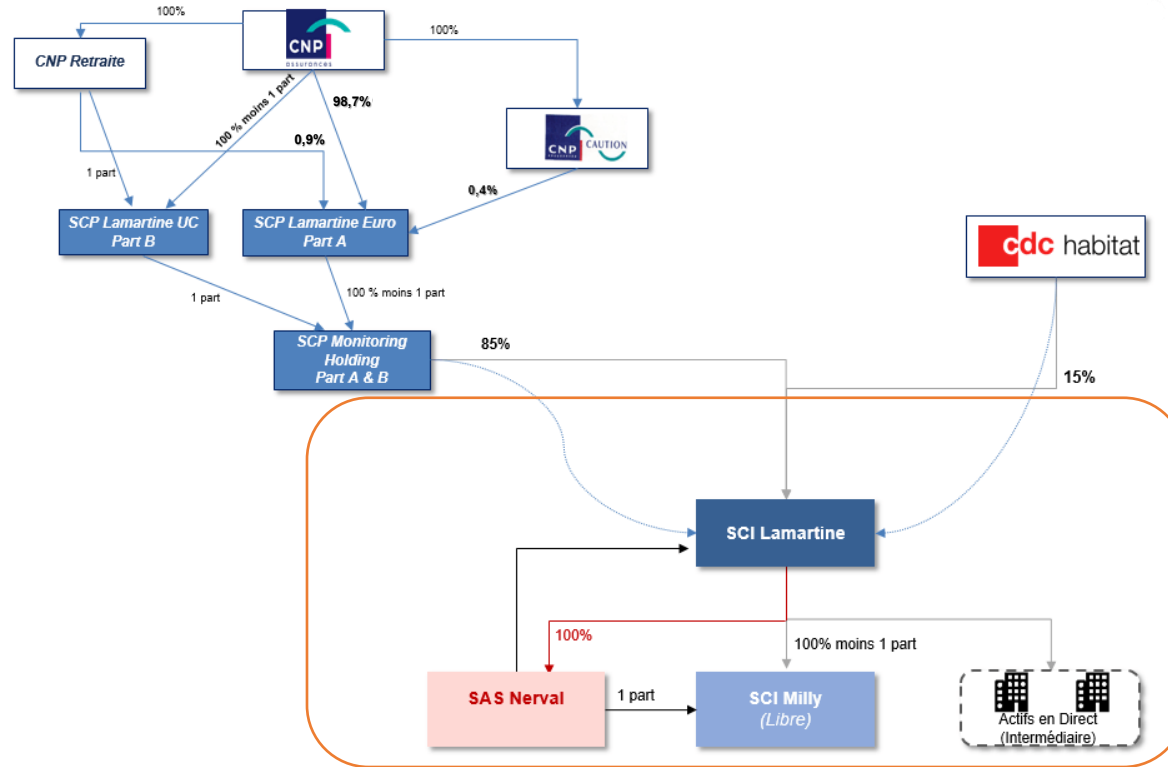 100%
CNP
assurances
100%
CNP Retraite
100 % moins 1 part
98,7%
0,9%
CNP
CAUTION
1 part
0,4%
SCP Lamartine UC
Part B
SCP Lamartine Euro
Part A
cdc habitat
1 part
100 % moins 1 part
SCP Monitoring
Holding
Part A & B
85%
15%
SCI Lamartine
100%
100% moins 1 part
SAS Nerval
1 part
SCI Milly
(Libre)
Actifs en Direct
(Intermédiaire)